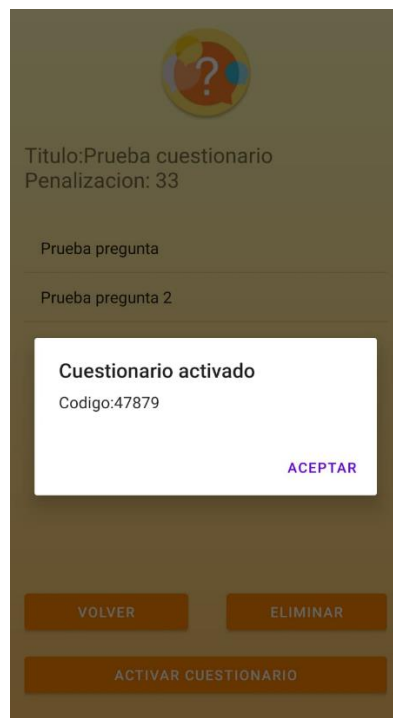 ?
Titulo:Prueba cuestionario
Penalizacion: 33
Prueba pregunta
Prueba pregunta 2
Cuestionario activado
Codigo:47879
ACEPTAR
VOLVER ELIMINAR
ACTIVAR CUESTIONARIO